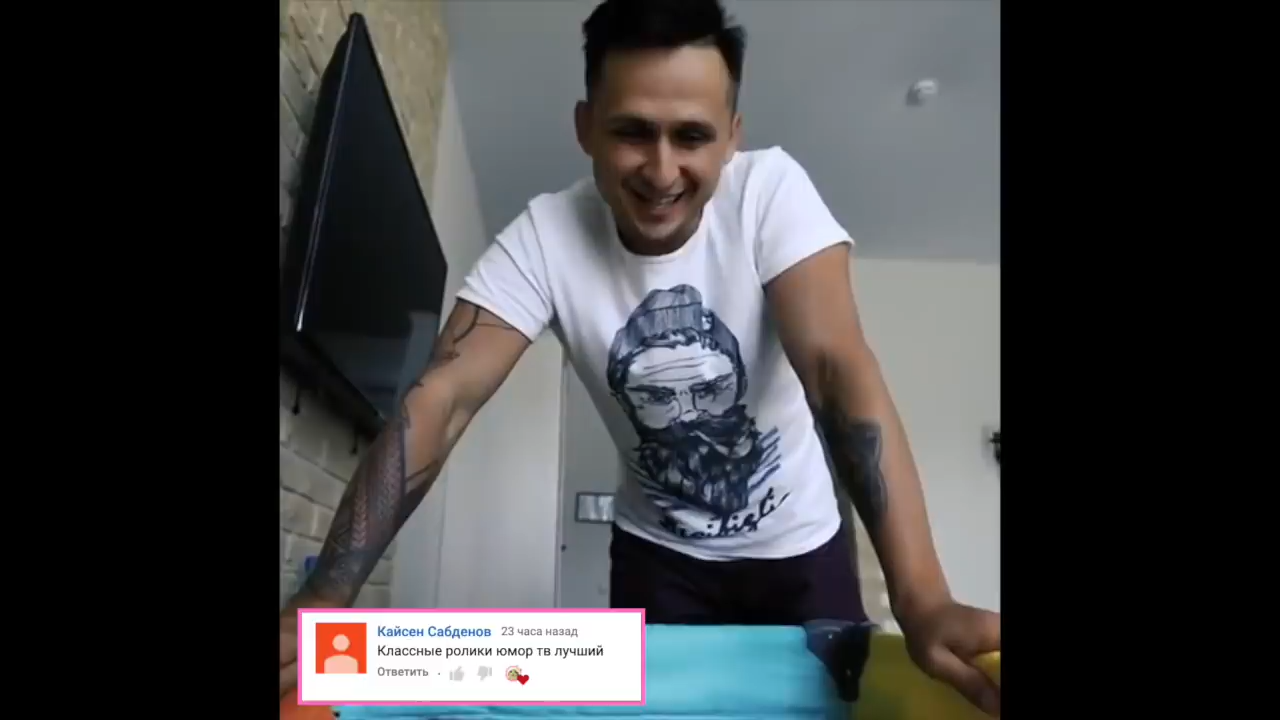 Кайсен Сабденов 23 часа назад
Классные ролики юмор тв лучший
Ответить